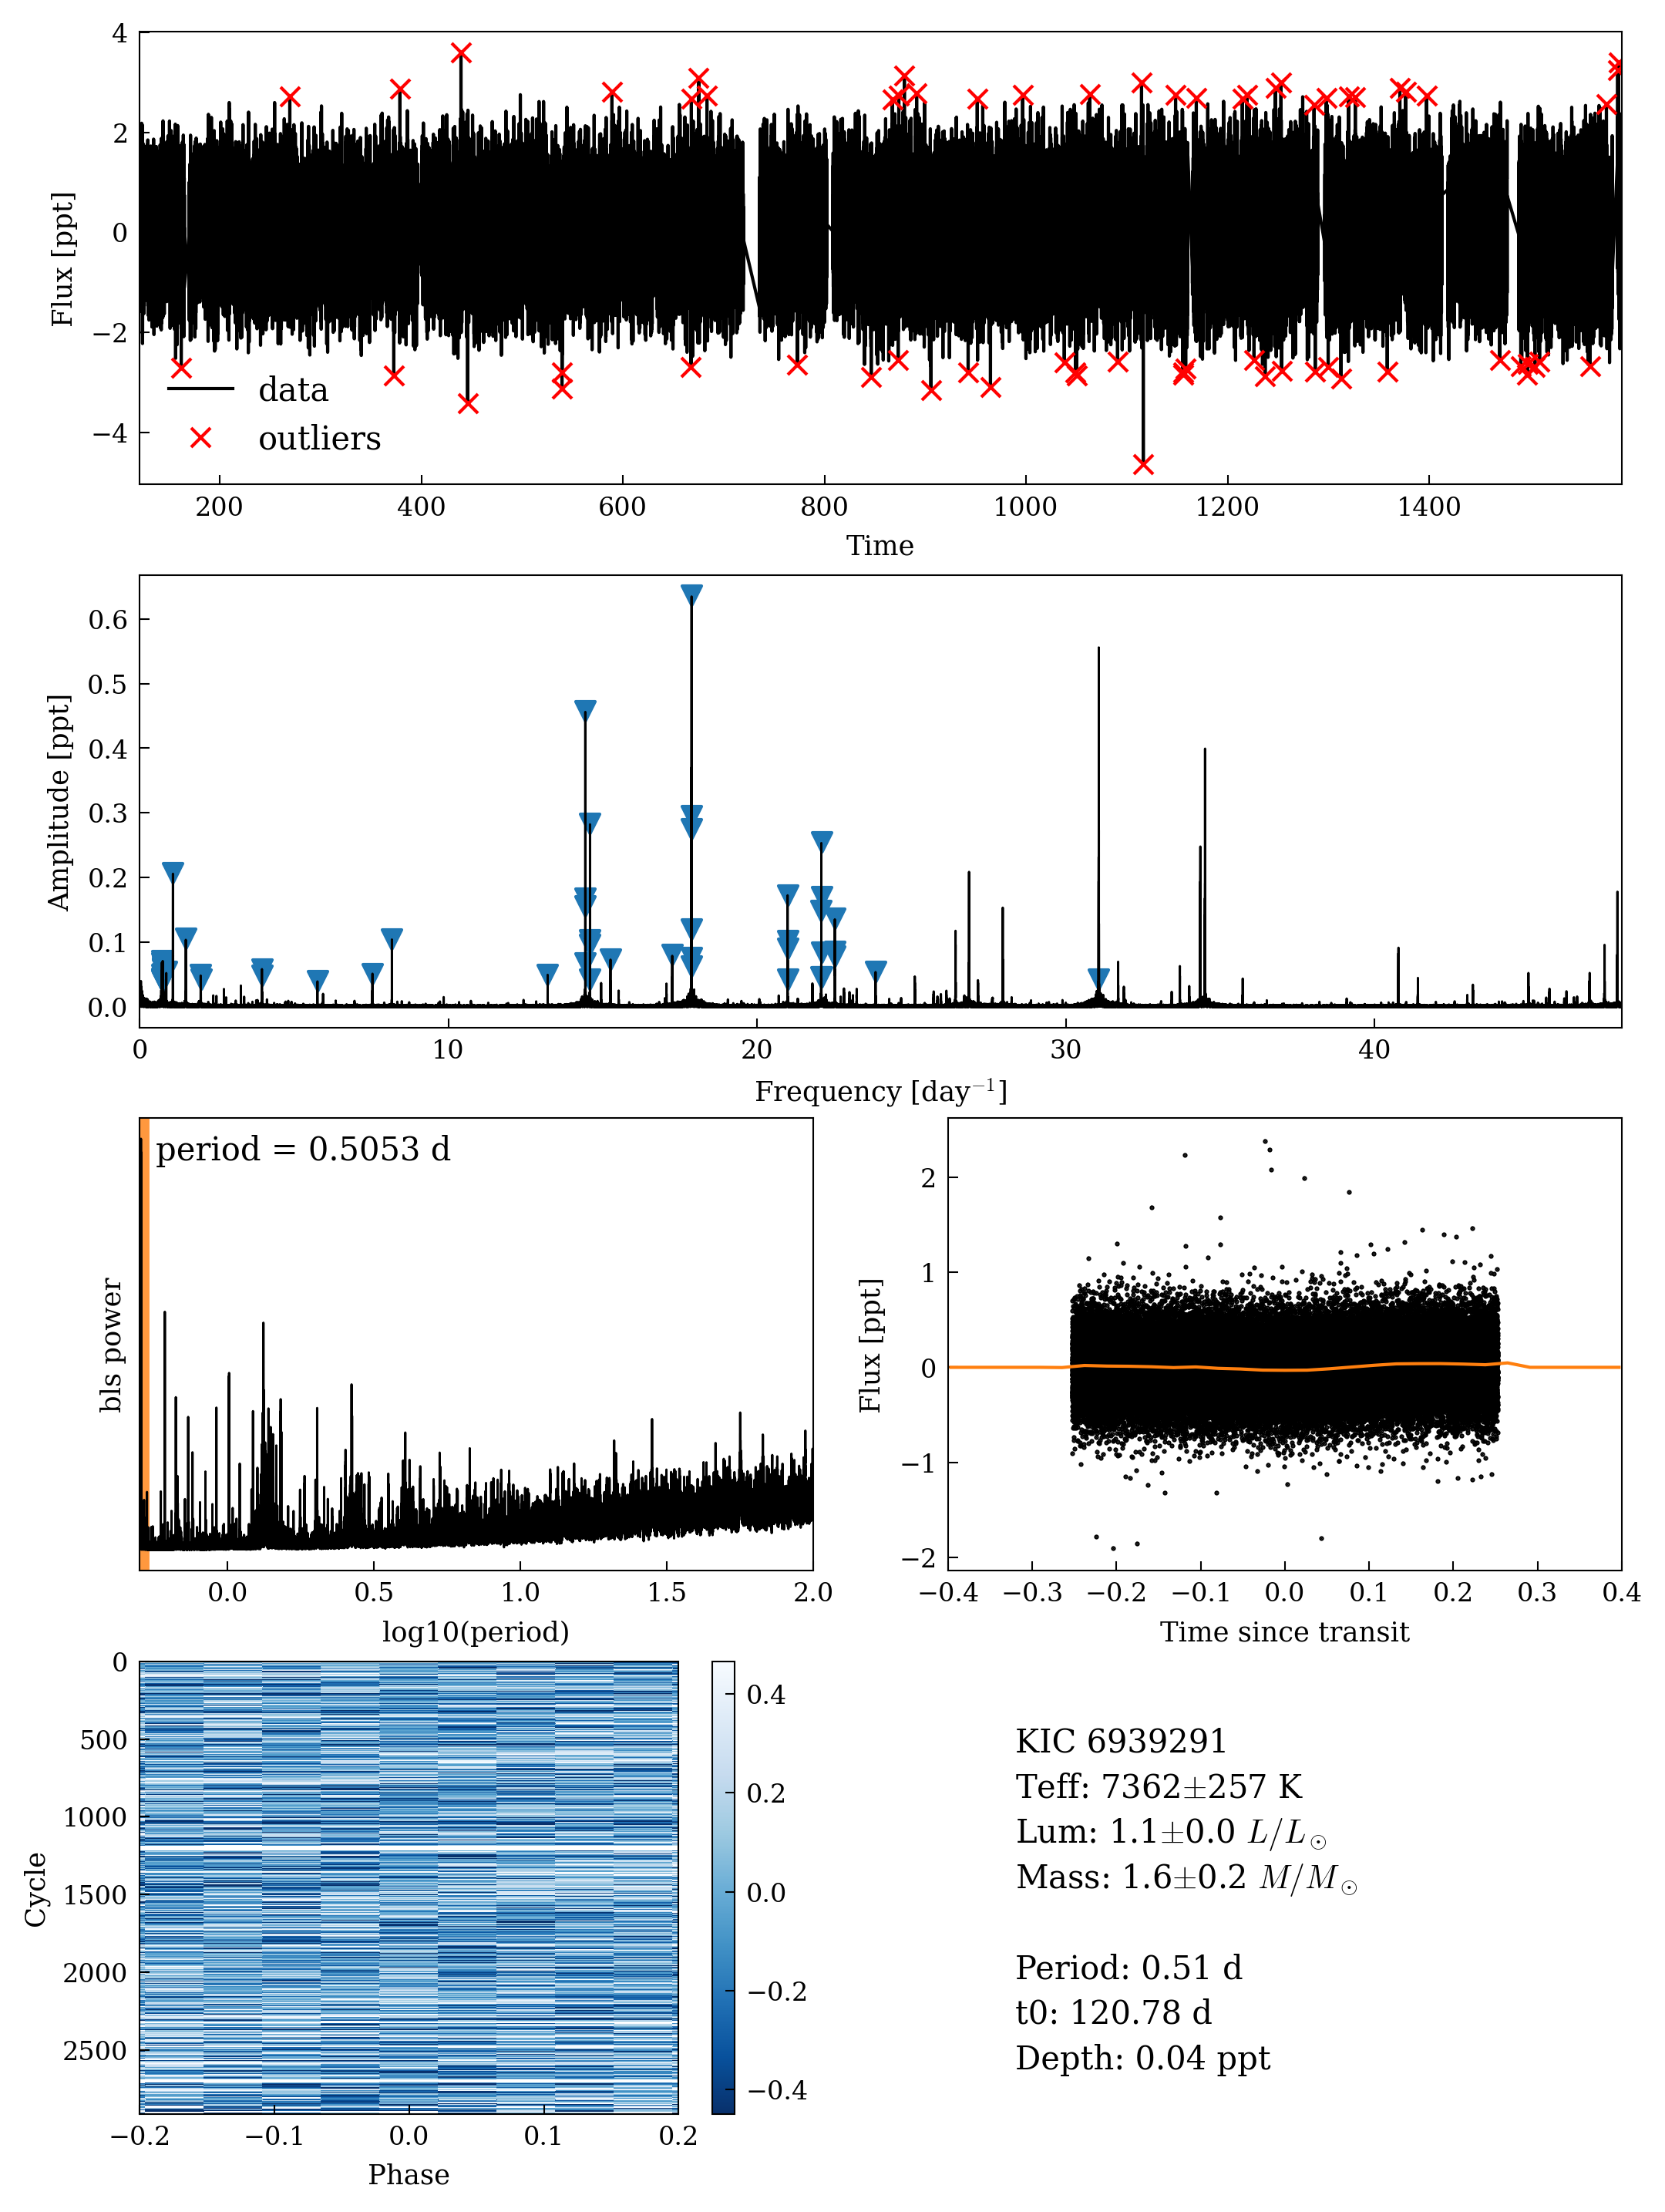 4
2
0
−2
−4
Flux [ppt]
data
outliers
200 400 600 800 1000 1200 1400
Time
0.6
0.5
0.4
0.3
0.2
0.1
0.0
Amplitude [ppt]
0 10 20 30 40
Frequency [day⁻¹]
period = 0.5053 d
bls power
0.0 0.5 1.0 1.5 2.0
log10(period)
2
1
0
−1
−2
Flux [ppt]
−0.4 −0.3 −0.2 −0.1 0.0 0.1 0.2 0.3 0.4
Time since transit
0
500
1000
1500
2000
2500
Cycle
−0.2 −0.1 0.0 0.1 0.2
Phase
0.4
0.2
0.0
−0.2
−0.4
KIC 6939291
Teff: 7362±257 K
Lum: 1.1±0.0 L/L⊙
Mass: 1.6±0.2 M/M⊙
Period: 0.51 d
t0: 120.78 d
Depth: 0.04 ppt